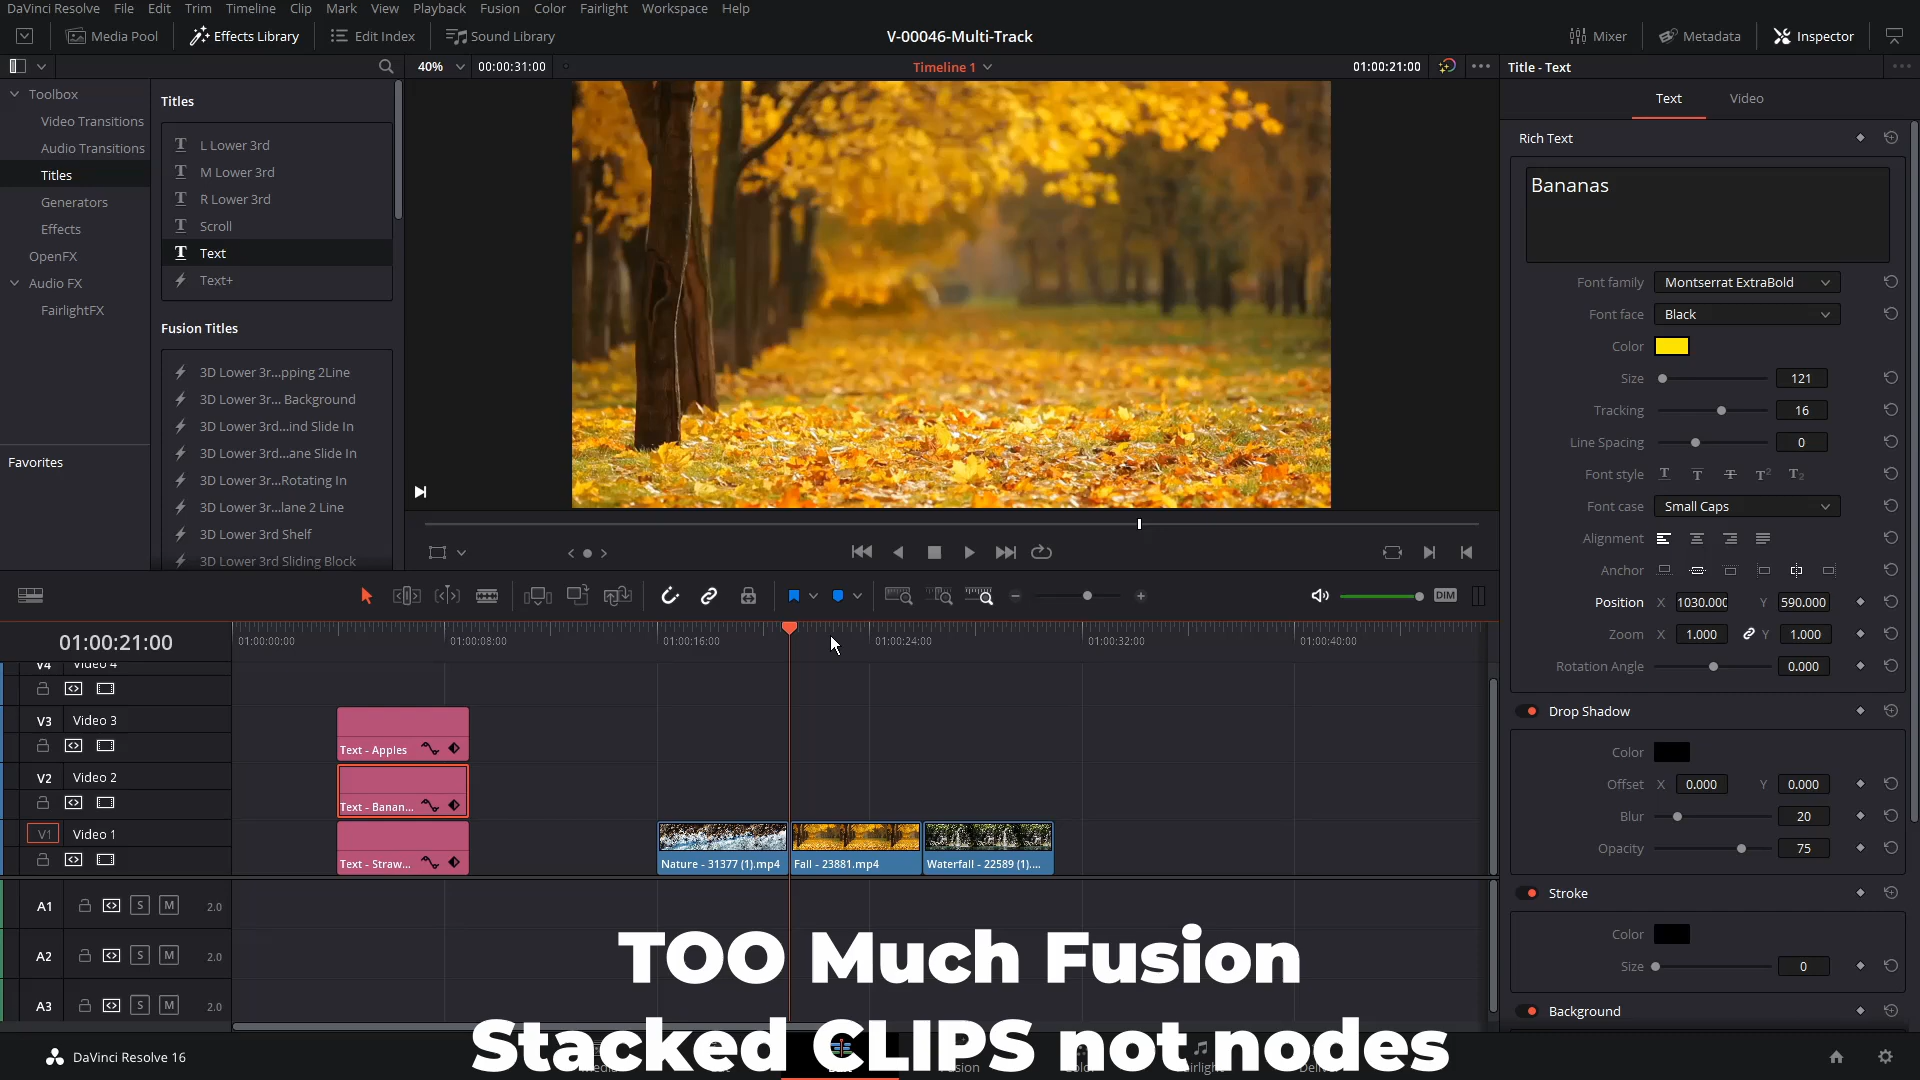 DaVinci Resolve File Edit Trim Timeline Clip Mark View Playback Fusion Color Fairlight Workspace Help
Media Pool Effects Library Edit Index Sound Library V-00046-Multi-Track Mixer Metadata Inspector
40% 00:00:31:00 Timeline 1 01:00:21:00 Title - Text
Toolbox
Video Transitions
Audio Transitions
Titles
Generators
Effects
OpenFX
Audio FX
FairlightFX
Favorites
Titles
L Lower 3rd
M Lower 3rd
R Lower 3rd
Scroll
Text
Text+
Fusion Titles
3D Lower 3r...pping 2Line
3D Lower 3r... Background
3D Lower 3rd...ind Slide In
3D Lower 3rd...ane Slide In
3D Lower 3r...Rotating In
3D Lower 3r...lane 2 Line
3D Lower 3rd Shelf
3D Lower 3rd Sliding Block
Text Video
Rich Text
Bananas
Font family Montserrat ExtraBold
Font face Black
Color
Size 121
Tracking 16
Line Spacing 0
Font style T T T T2 T2
Font case Small Caps
Alignment
Anchor
Position X 1030.000 Y 590.000
Zoom X 1.000 Y 1.000
Rotation Angle 0.000
Drop Shadow
Color
Offset X 0.000 Y 0.000
Blur 20
Opacity 75
Stroke
Color
Size 0
Background
DIM
01:00:21:00 01:00:00:00 01:00:08:00 01:00:16:00 01:00:24:00 01:00:32:00 01:00:40:00
V4 Video 4
V3 Video 3
Text - Apples
V2 Video 2
Text - Banan...
V1 Video 1
Text - Straw... Nature - 31377 (1).mp4 Fall - 23881.mp4 Waterfall - 22589 (1)....
A1 S M 2.0
A2 S M 2.0
A3 S M 2.0
TOO Much Fusion
Stacked CLIPS not nodes
DaVinci Resolve 16